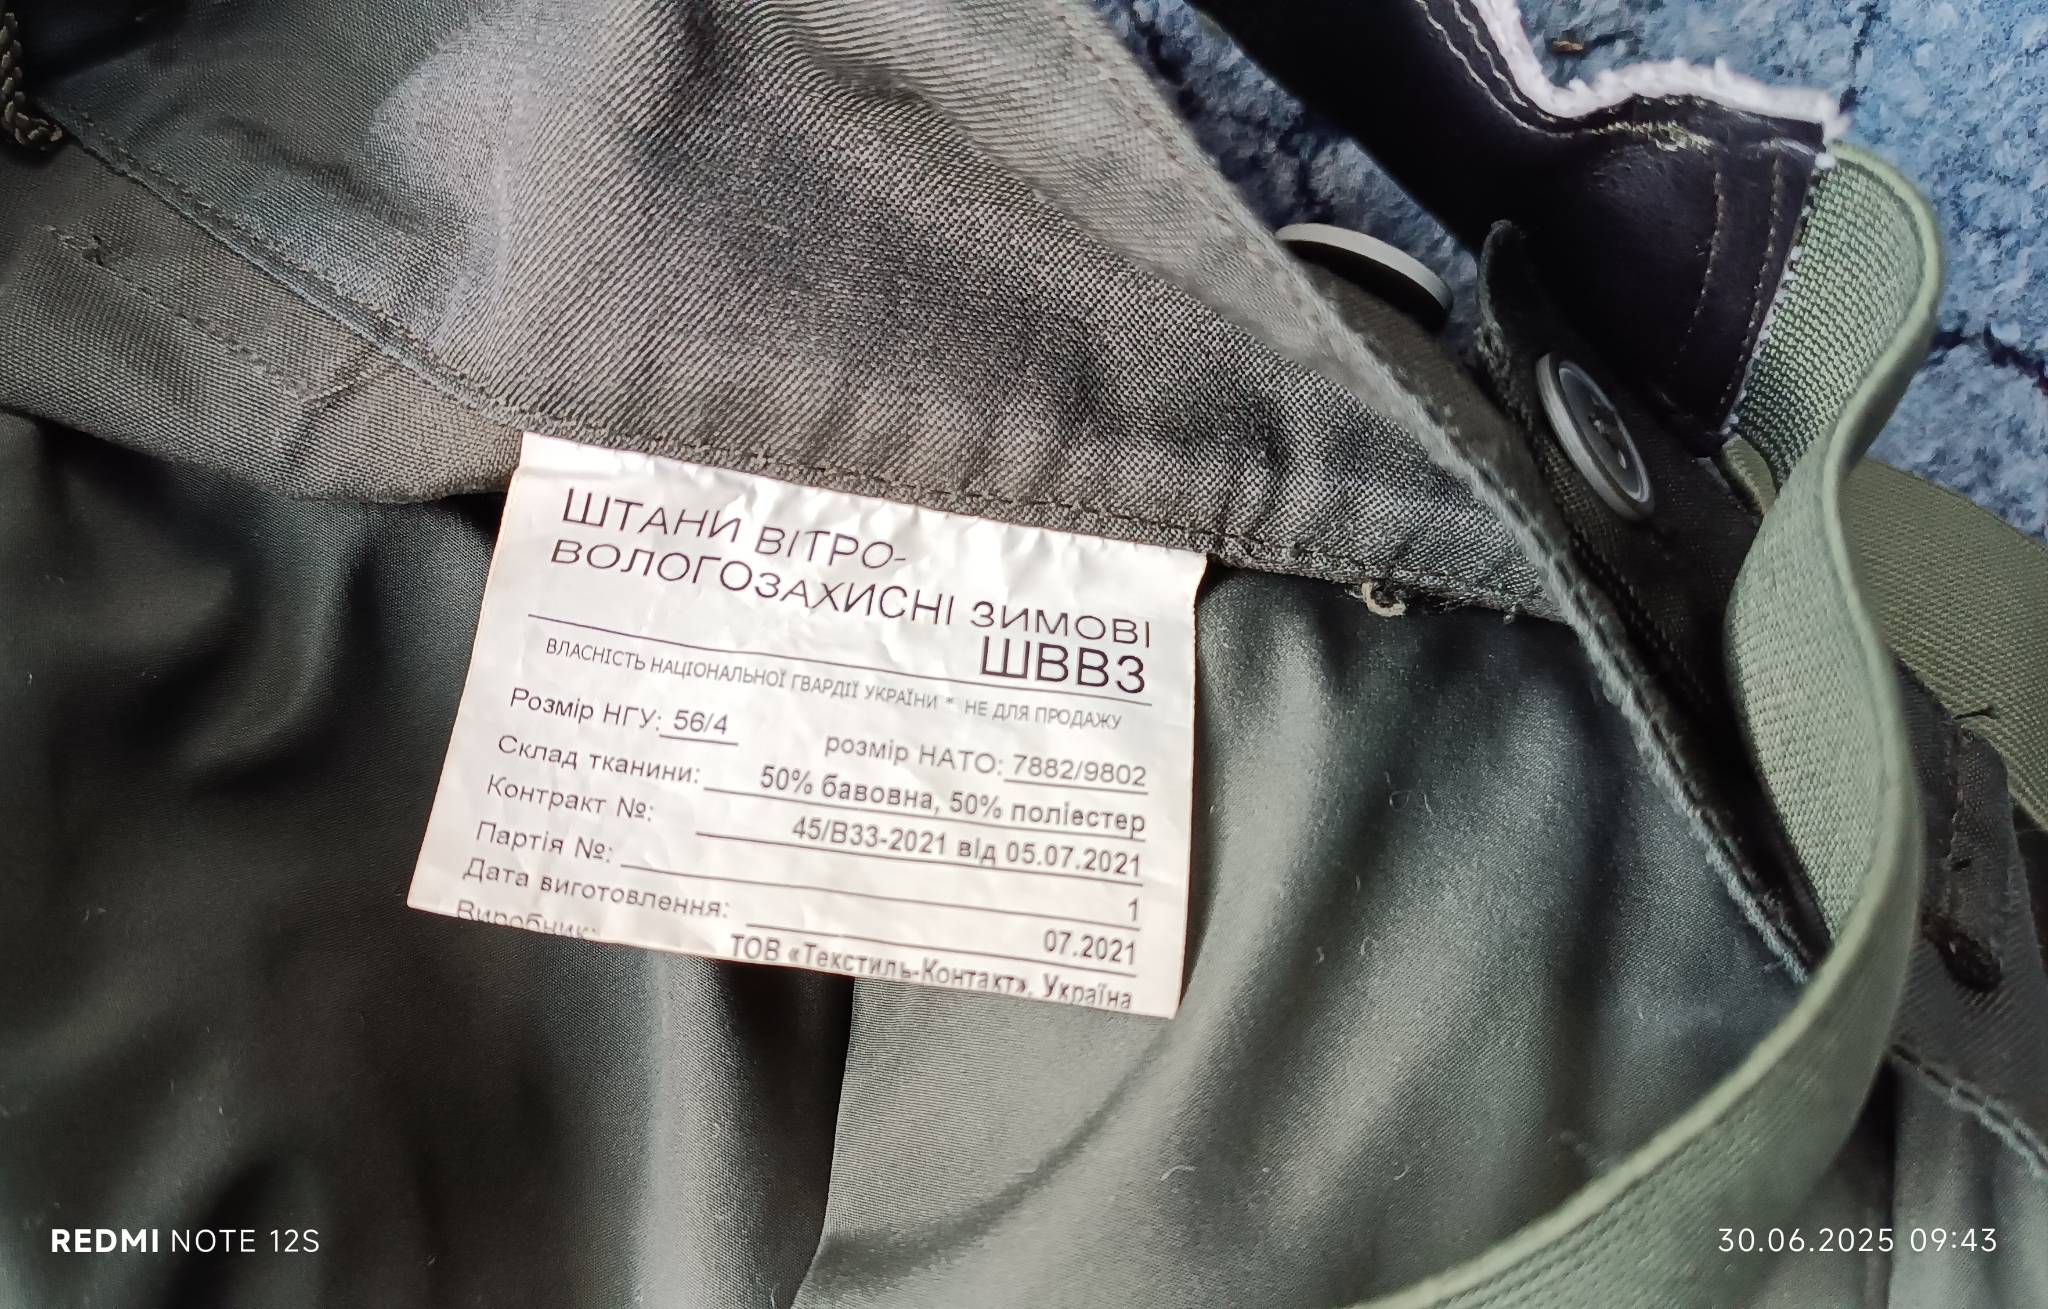 ШТАНИ ВІТРО-
ВОЛОГОЗАХИСНІ ЗИМОВІ
ШВВЗ
ВЛАСНІСТЬ НАЦІОНАЛЬНОЇ ГВАРДІЇ УКРАЇНИ * НЕ ДЛЯ ПРОДАЖУ
Розмір НГУ: 56/4 розмір НАТО: 7882/9802
Склад тканини: 50% бавовна, 50% поліестер
Контракт №: 45/В33-2021 від 05.07.2021
Партія №: 1
Дата виготовлення: 07.2021
Виробник: ТОВ «Текстиль-Контакт», Україна
REDMI NOTE 12S
30.06.2025 09:43